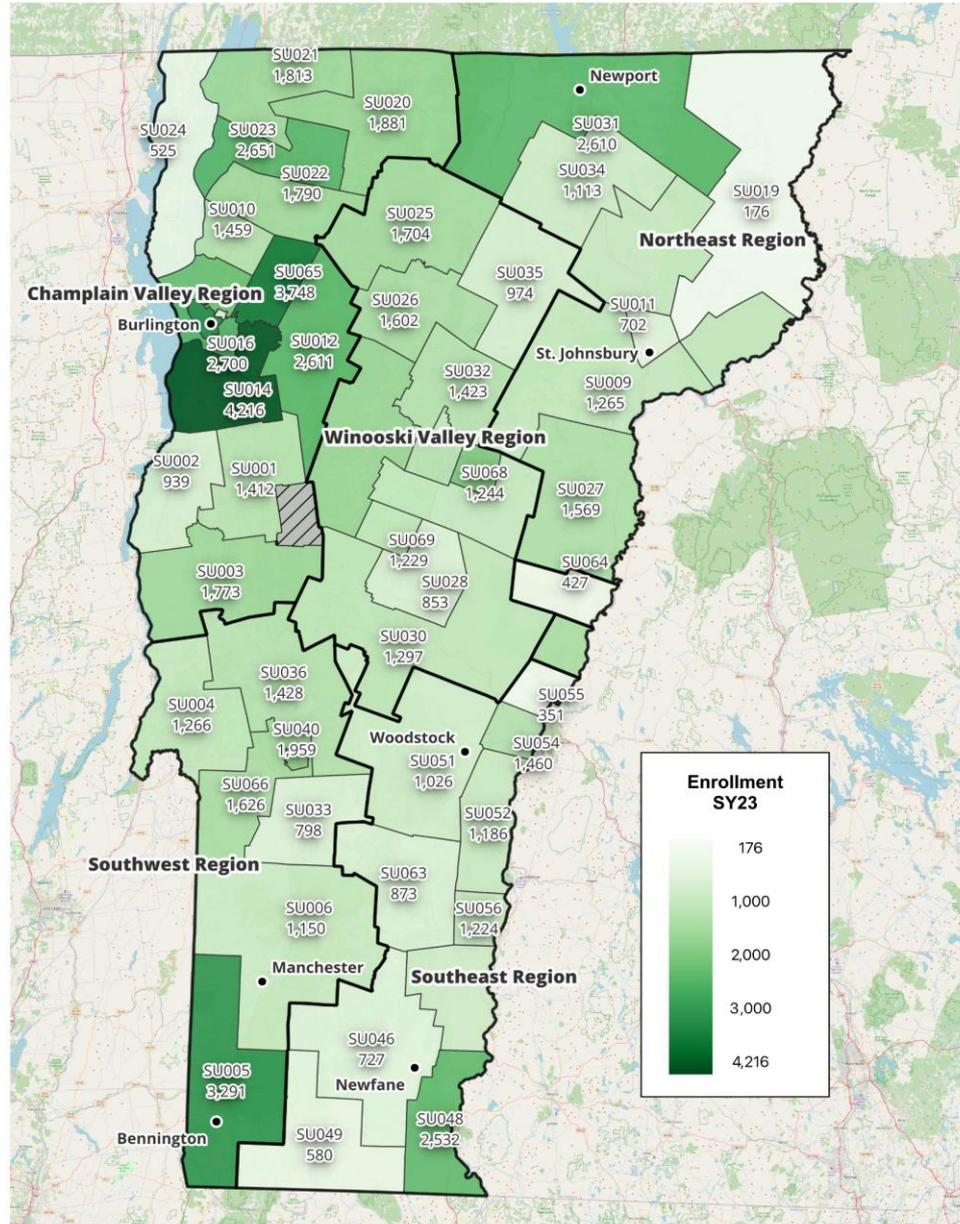 SU021
1,813
Newport
SU020
1,881
SU024
525
SU023
2,651
SU031
2,610
SU022
1,790
SU034
1,113
SU019
176
SU010
1,459
SU025
1,704
Northeast Region
SU065
3,748
SU035
974
Champlain Valley Region
SU026
1,602
SU011
702
Burlington
SU016
2,700
SU012
2,611
St. Johnsbury
SU032
1,423
SU014
4,216
SU009
1,265
Winooski Valley Region
SU002
939
SU001
1,412
SU068
1,244
SU027
1,569
SU069
1,229
SU064
427
SU003
1,773
SU028
853
SU030
1,297
SU036
1,428
SU055
351
SU004
1,266
SU040
1,959
Woodstock
SU054
1,460
SU051
1,026
SU066
1,626
SU033
798
SU052
1,186
Southwest Region
SU063
873
SU006
1,150
SU056
1,224
Manchester
Southeast Region
SU046
727
SU005
3,291
Newfane
SU048
2,532
Bennington
SU049
580
Enrollment
SY23
176
1,000
2,000
3,000
4,216